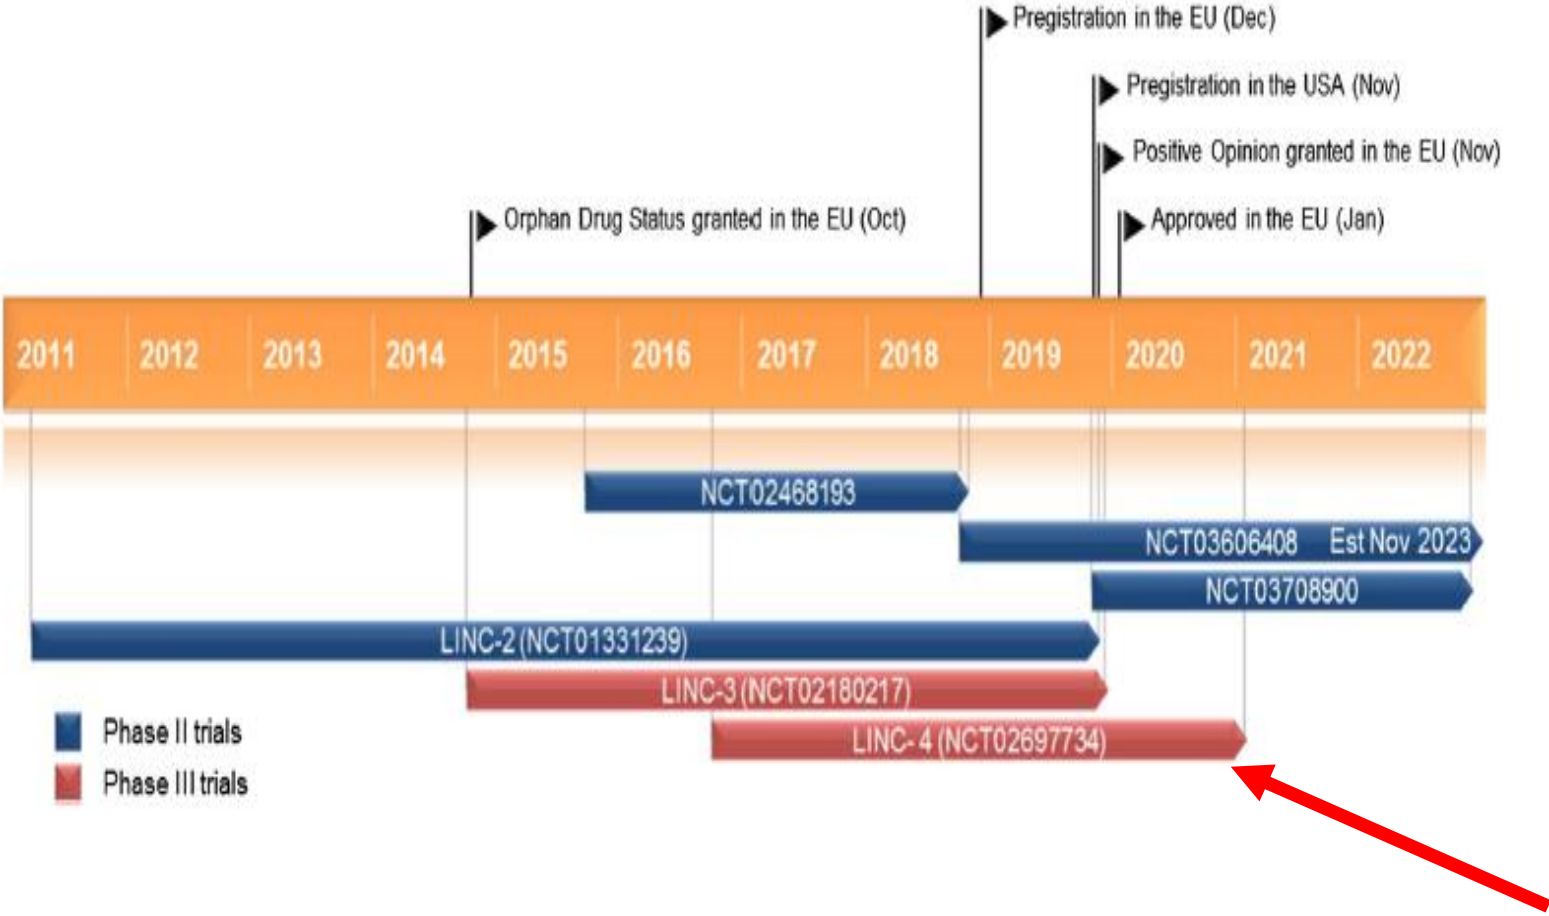 Pregistration in the EU (Dec)
Pregistration in the USA (Nov)
Positive Opinion granted in the EU (Nov)
Orphan Drug Status granted in the EU (Oct)
Approved in the EU (Jan)
2011 2012 2013 2014 2015 2016 2017 2018 2019 2020 2021 2022
NCT02468193
NCT03606408 Est Nov 2023
NCT03708900
LINC-2 (NCT01331239)
LINC-3 (NCT02180217)
LINC- 4 (NCT02697734)
Phase II trials
Phase III trials